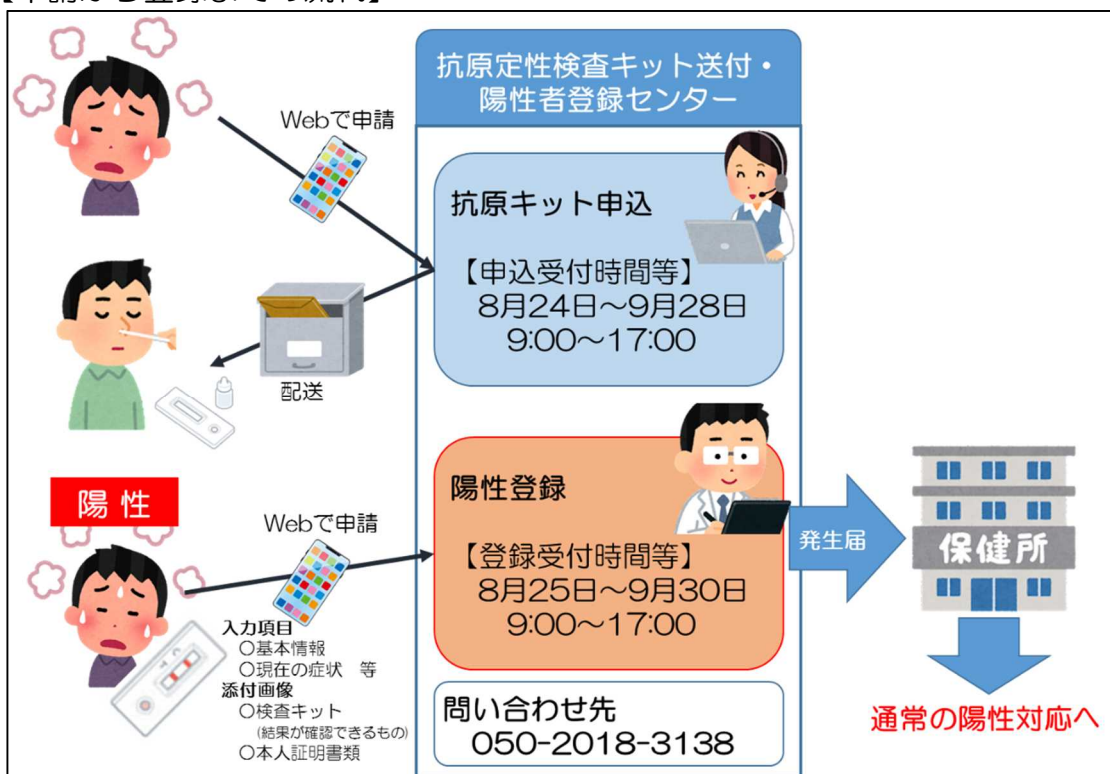 抗原定性検査キット送付・
陽性者登録センター
Webで申請
抗原キット申込
【申込受付時間等】
8月24日～9月28日
9:00～17:00
配送
陽性
Webで申請
入力項目
〇基本情報
〇現在の症状 等
添付画像
〇検査キット
(結果が確認できるもの)
〇本人証明書類
陽性登録
【登録受付時間等】
8月25日～9月30日
9:00～17:00
発生届
保健所
通常の陽性対応へ
問い合わせ先
050-2018-3138